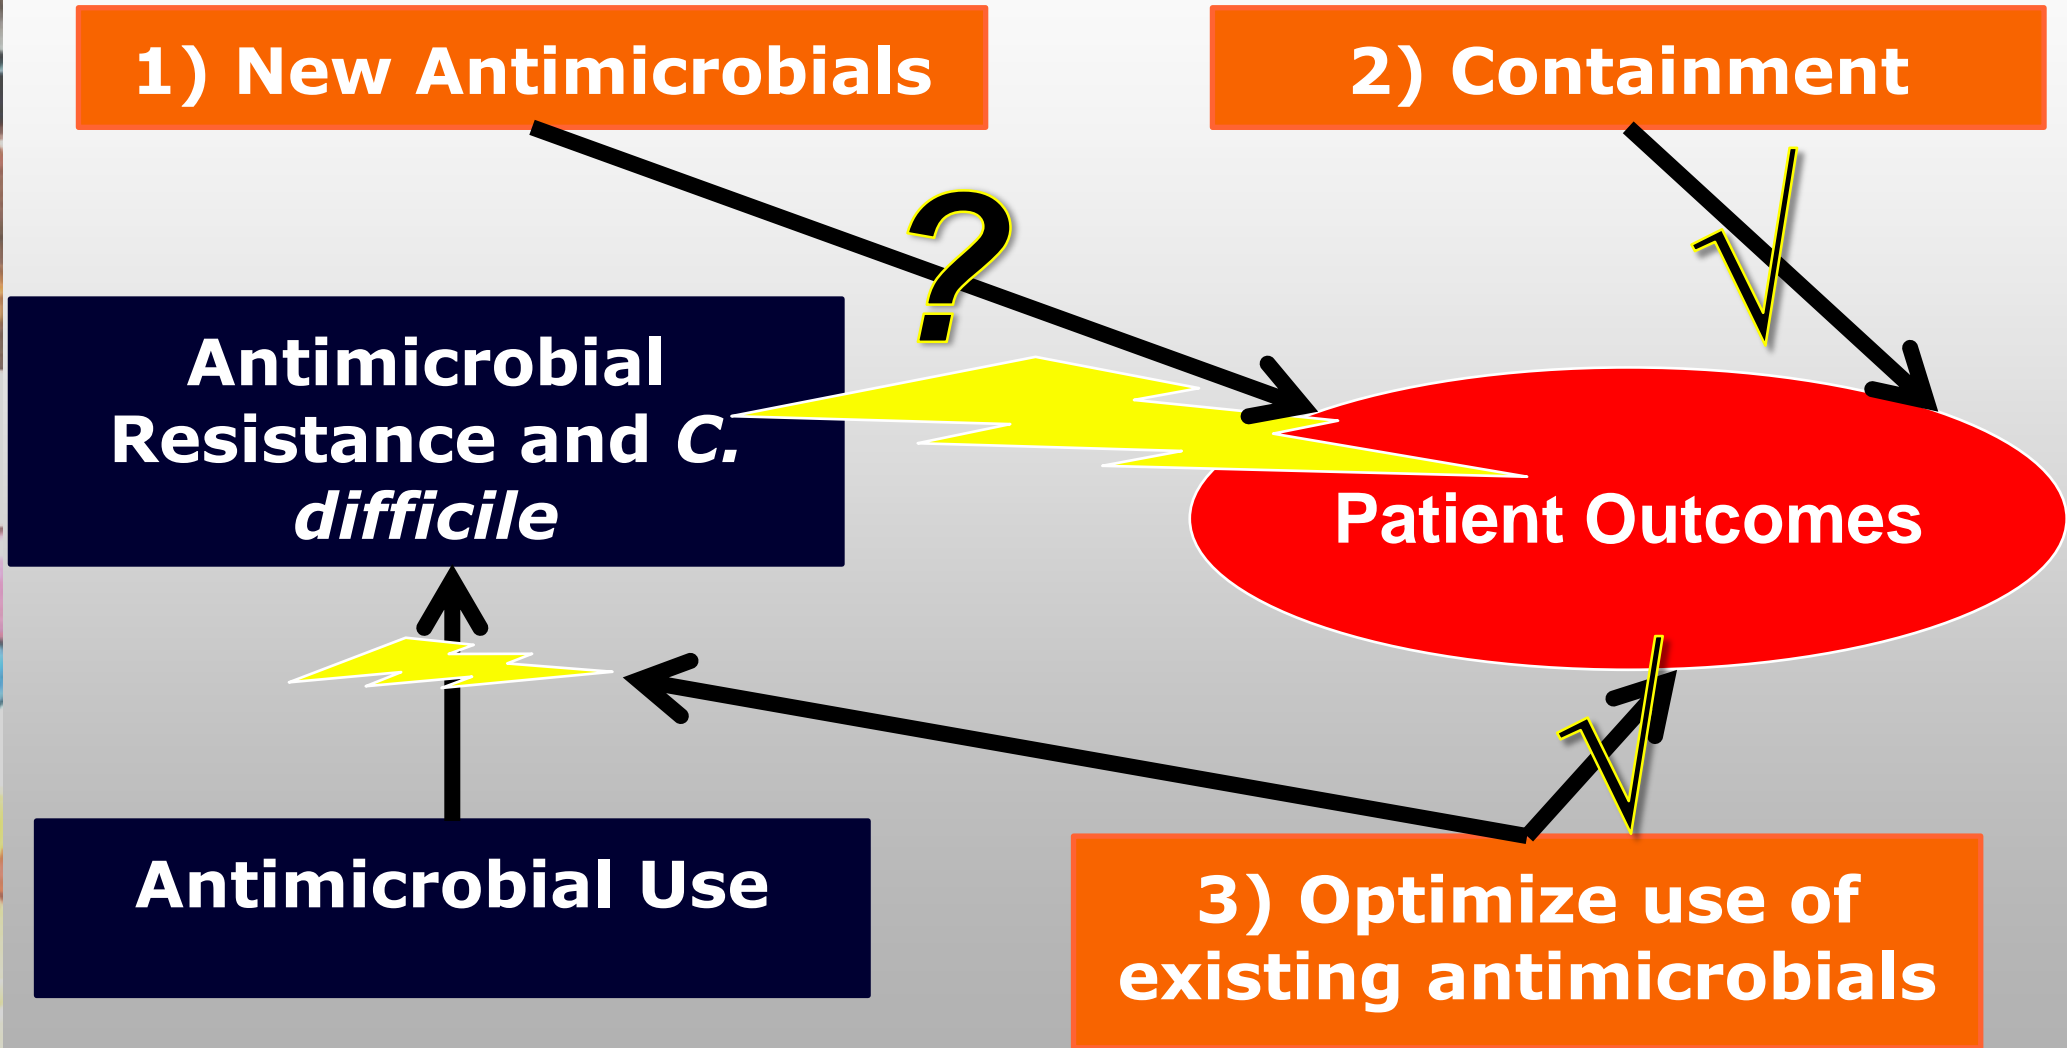 1) New Antimicrobials
2) Containment
?
√
Antimicrobial
Resistance and C.
difficile
Patient Outcomes
√
Antimicrobial Use
3) Optimize use of
existing antimicrobials